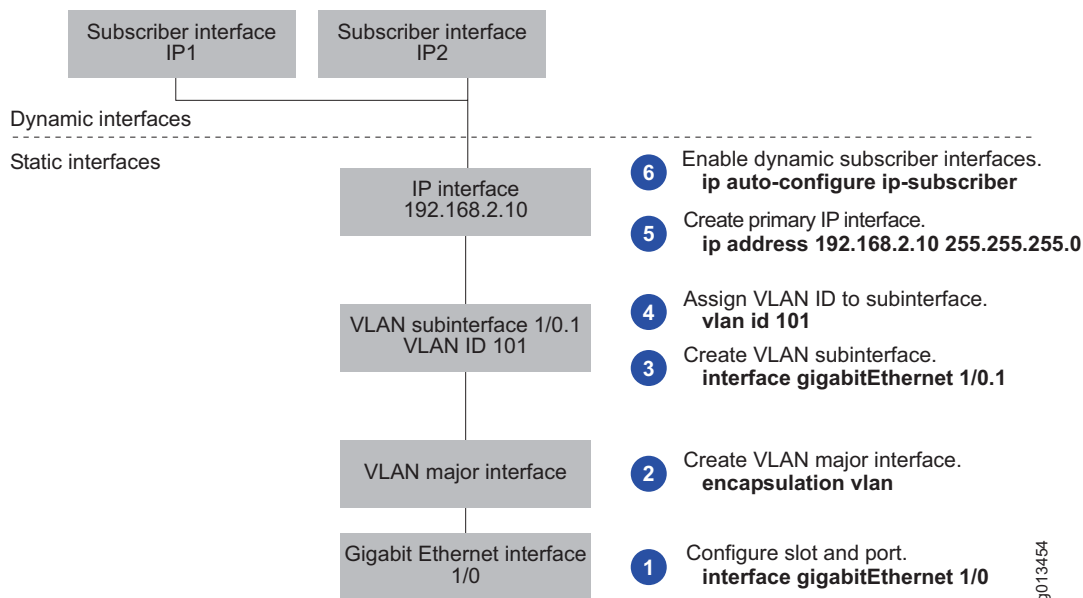 Subscriber interface
IP1
Subscriber interface
IP2
Dynamic interfaces
Static interfaces
IP interface
192.168.2.10
6
Enable dynamic subscriber interfaces.
ip auto-configure ip-subscriber
5
Create primary IP interface.
ip address 192.168.2.10 255.255.255.0
VLAN subinterface 1/0.1
VLAN ID 101
4
Assign VLAN ID to subinterface.
vlan id 101
3
Create VLAN subinterface.
interface gigabitEthernet 1/0.1
VLAN major interface
2
Create VLAN major interface.
encapsulation vlan
Gigabit Ethernet interface
1/0
1
Configure slot and port.
interface gigabitEthernet 1/0
g013454